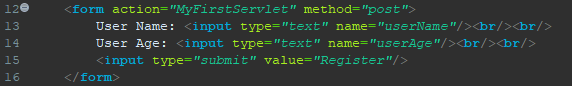 12 <form action="MyFirstServlet" method="post">
13 User Name: <input type="text" name="userName"/><br/><br/>
14 User Age: <input type="text" name="userAge"/><br/><br/>
15 <input type="submit" value="Register"/>
16 </form>